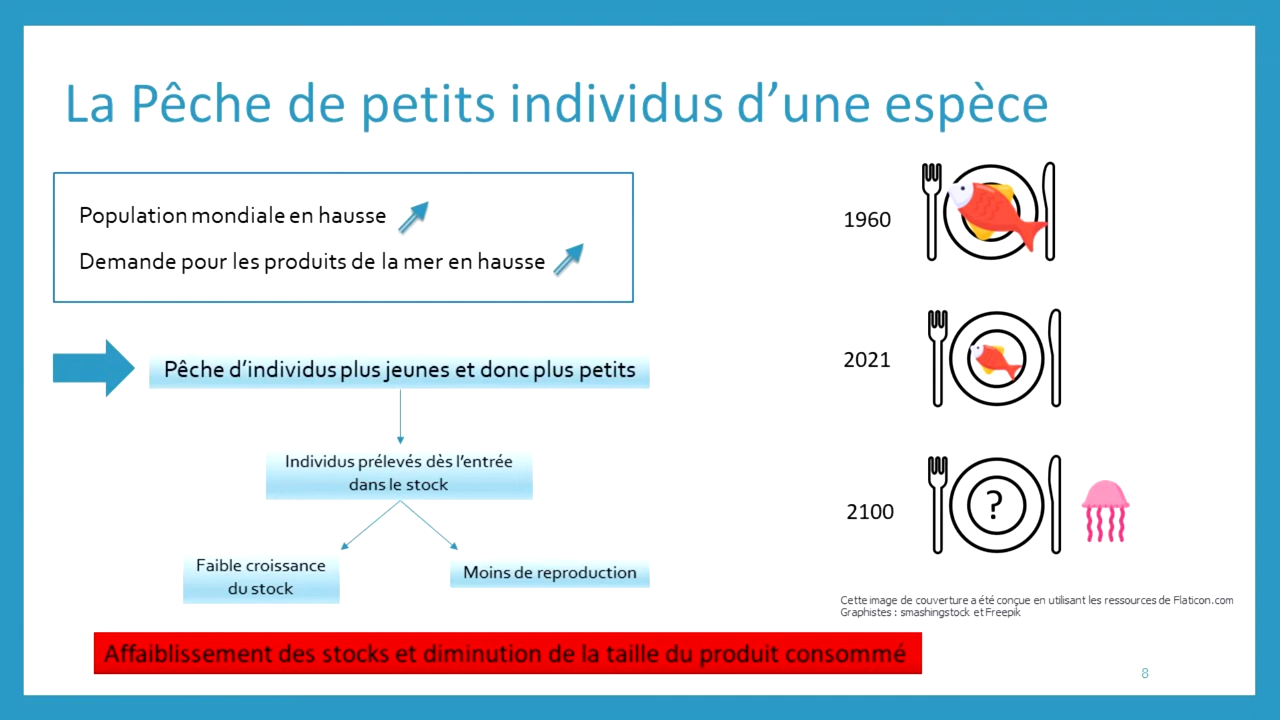 La Pêche de petits individus d’une espèce
Population mondiale en hausse
Demande pour les produits de la mer en hausse
Pêche d’individus plus jeunes et donc plus petits
Individus prélevés dès l’entrée
dans le stock
Faible croissance
du stock
Moins de reproduction
Affaiblissement des stocks et diminution de la taille du produit consommé
1960
2021
2100
?
Cette image de couverture a été conçue en utilisant les ressources de Flaticon.com
Graphistes : smashingstock et Freepik
8